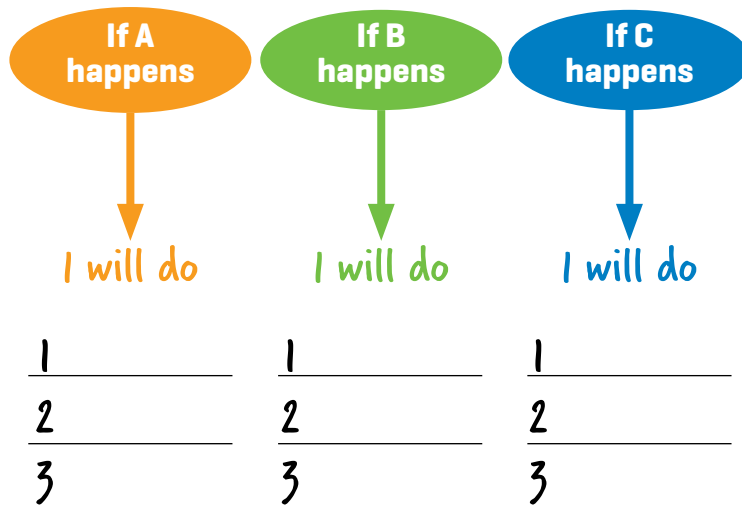 If A
happens
If B
happens
If C
happens
I will do
I will do
I will do
1
2
3
1
2
3
1
2
3